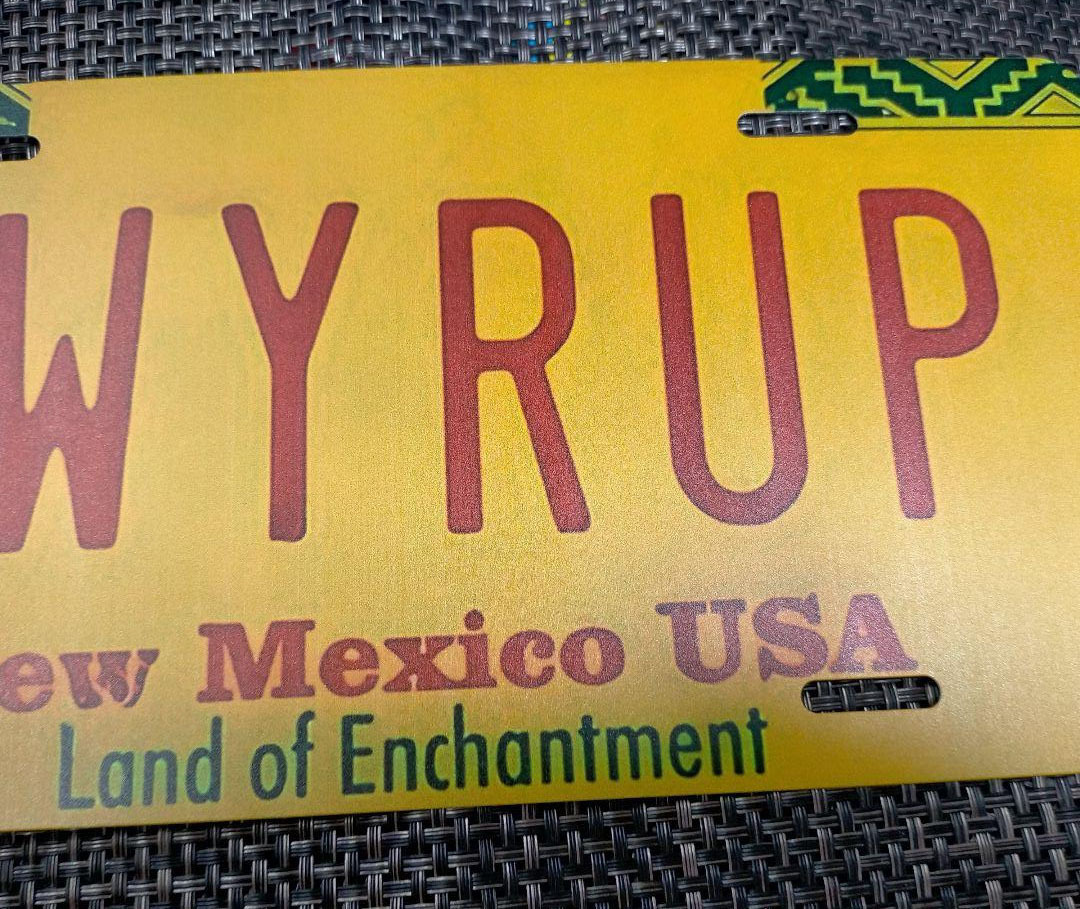 WYRUP
ew Mexico USA
Land of Enchantment